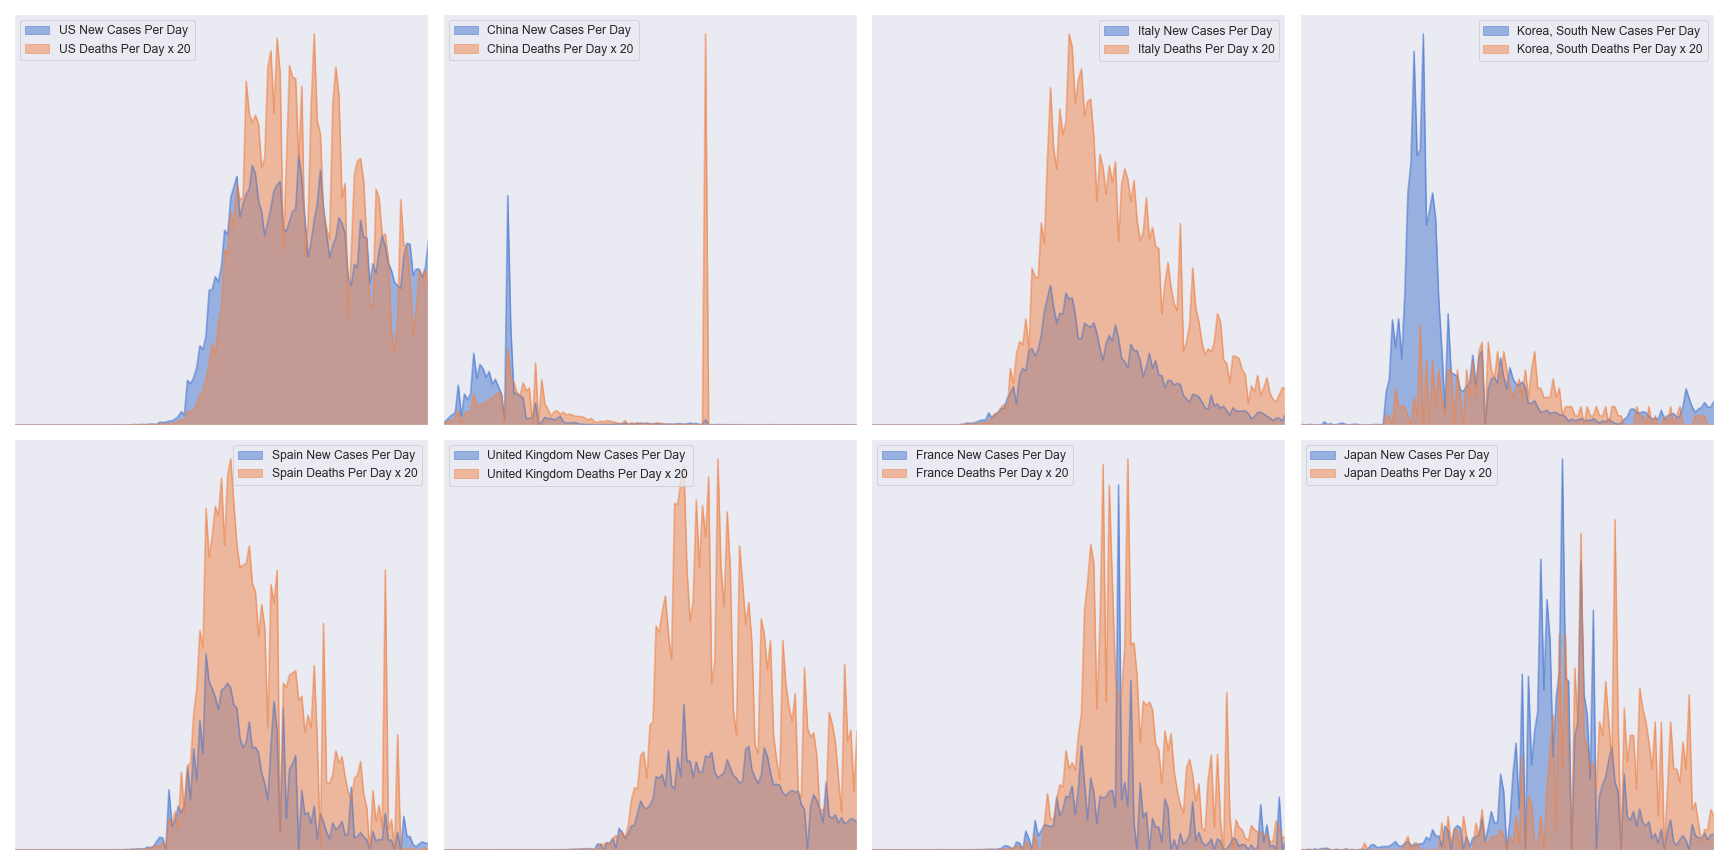 US New Cases Per Day
US Deaths Per Day x 20
China New Cases Per Day
China Deaths Per Day x 20
Italy New Cases Per Day
Italy Deaths Per Day x 20
Korea, South New Cases Per Day
Korea, South Deaths Per Day x 20
Spain New Cases Per Day
Spain Deaths Per Day x 20
United Kingdom New Cases Per Day
United Kingdom Deaths Per Day x 20
France New Cases Per Day
France Deaths Per Day x 20
Japan New Cases Per Day
Japan Deaths Per Day x 20